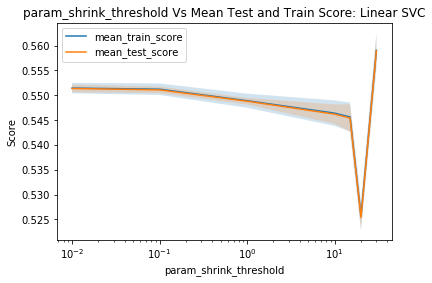 param_shrink_threshold Vs Mean Test and Train Score: Linear SVC
mean_train_score
mean_test_score
0.560
0.555
0.550
0.545
0.540
0.535
0.530
0.525
Score
10⁻² 10⁻¹ 10⁰ 10¹
param_shrink_threshold